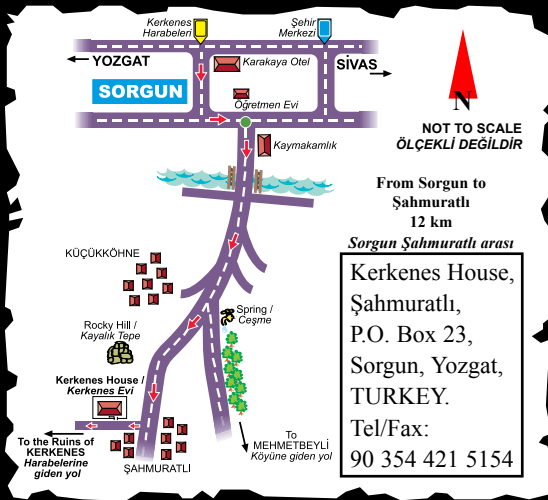 Kerkenes
Harabeleri
Şehir
Merkezi
YOZGAT
Karakaya Otel
SİVAS
SORGUN
Öğretmen Evi
Kaymakamlık
N
NOT TO SCALE
ÖLÇEKLİ DEĞİLDİR
From Sorgun to
Şahmuratlı
12 km
Sorgun Şahmuratlı arası
KÜÇÜKKÖHNE
Spring /
Çeşme
Rocky Hill /
Kayalık Tepe
Kerkenes House /
Kerkenes Evi
To the Ruins of
KERKENES
Harabelerine
giden yol
ŞAHMURATLI
To
MEHMETBEYLİ
Köyüne giden yol
Kerkenes House,
Şahmuratlı,
P.O. Box 23,
Sorgun, Yozgat,
TURKEY.
Tel/Fax:
90 354 421 5154